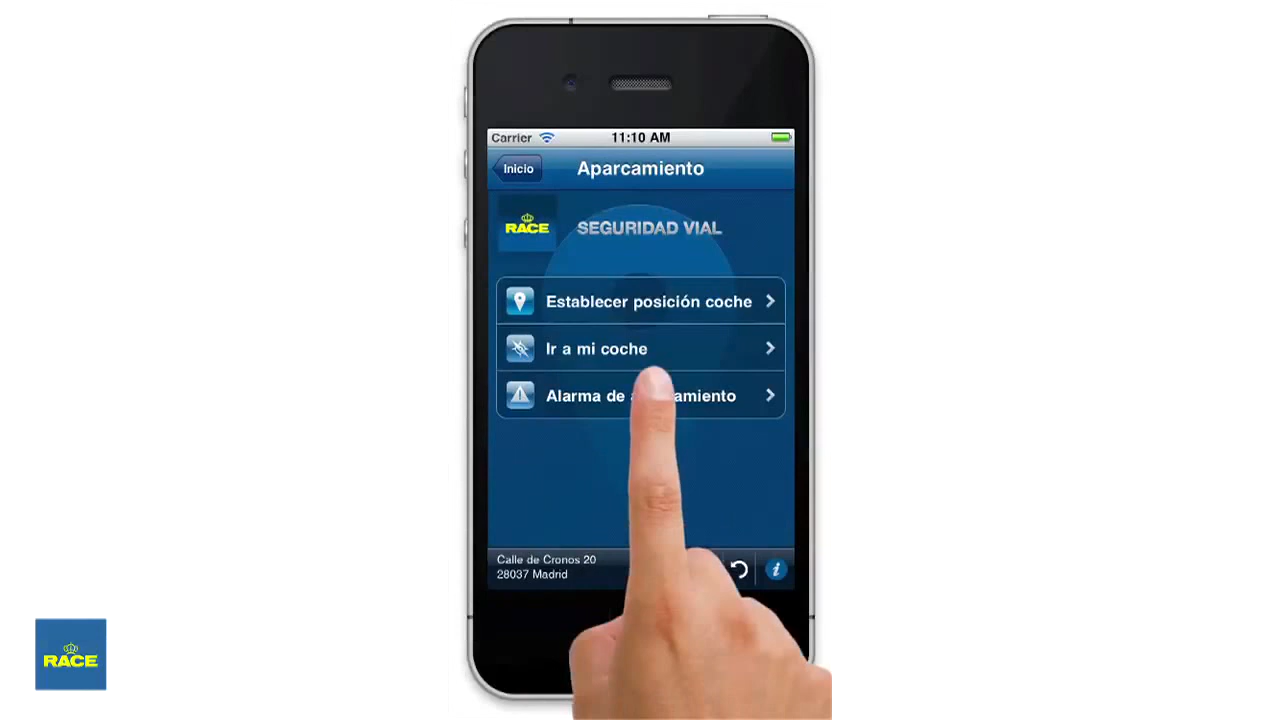 Carrier
11:10 AM
Inicio
Aparcamiento
RACE
SEGURIDAD VIAL
Establecer posición coche
Ir a mi coche
Alarma de amiento
Calle de Cronos 20
28037 Madrid
i
RACE